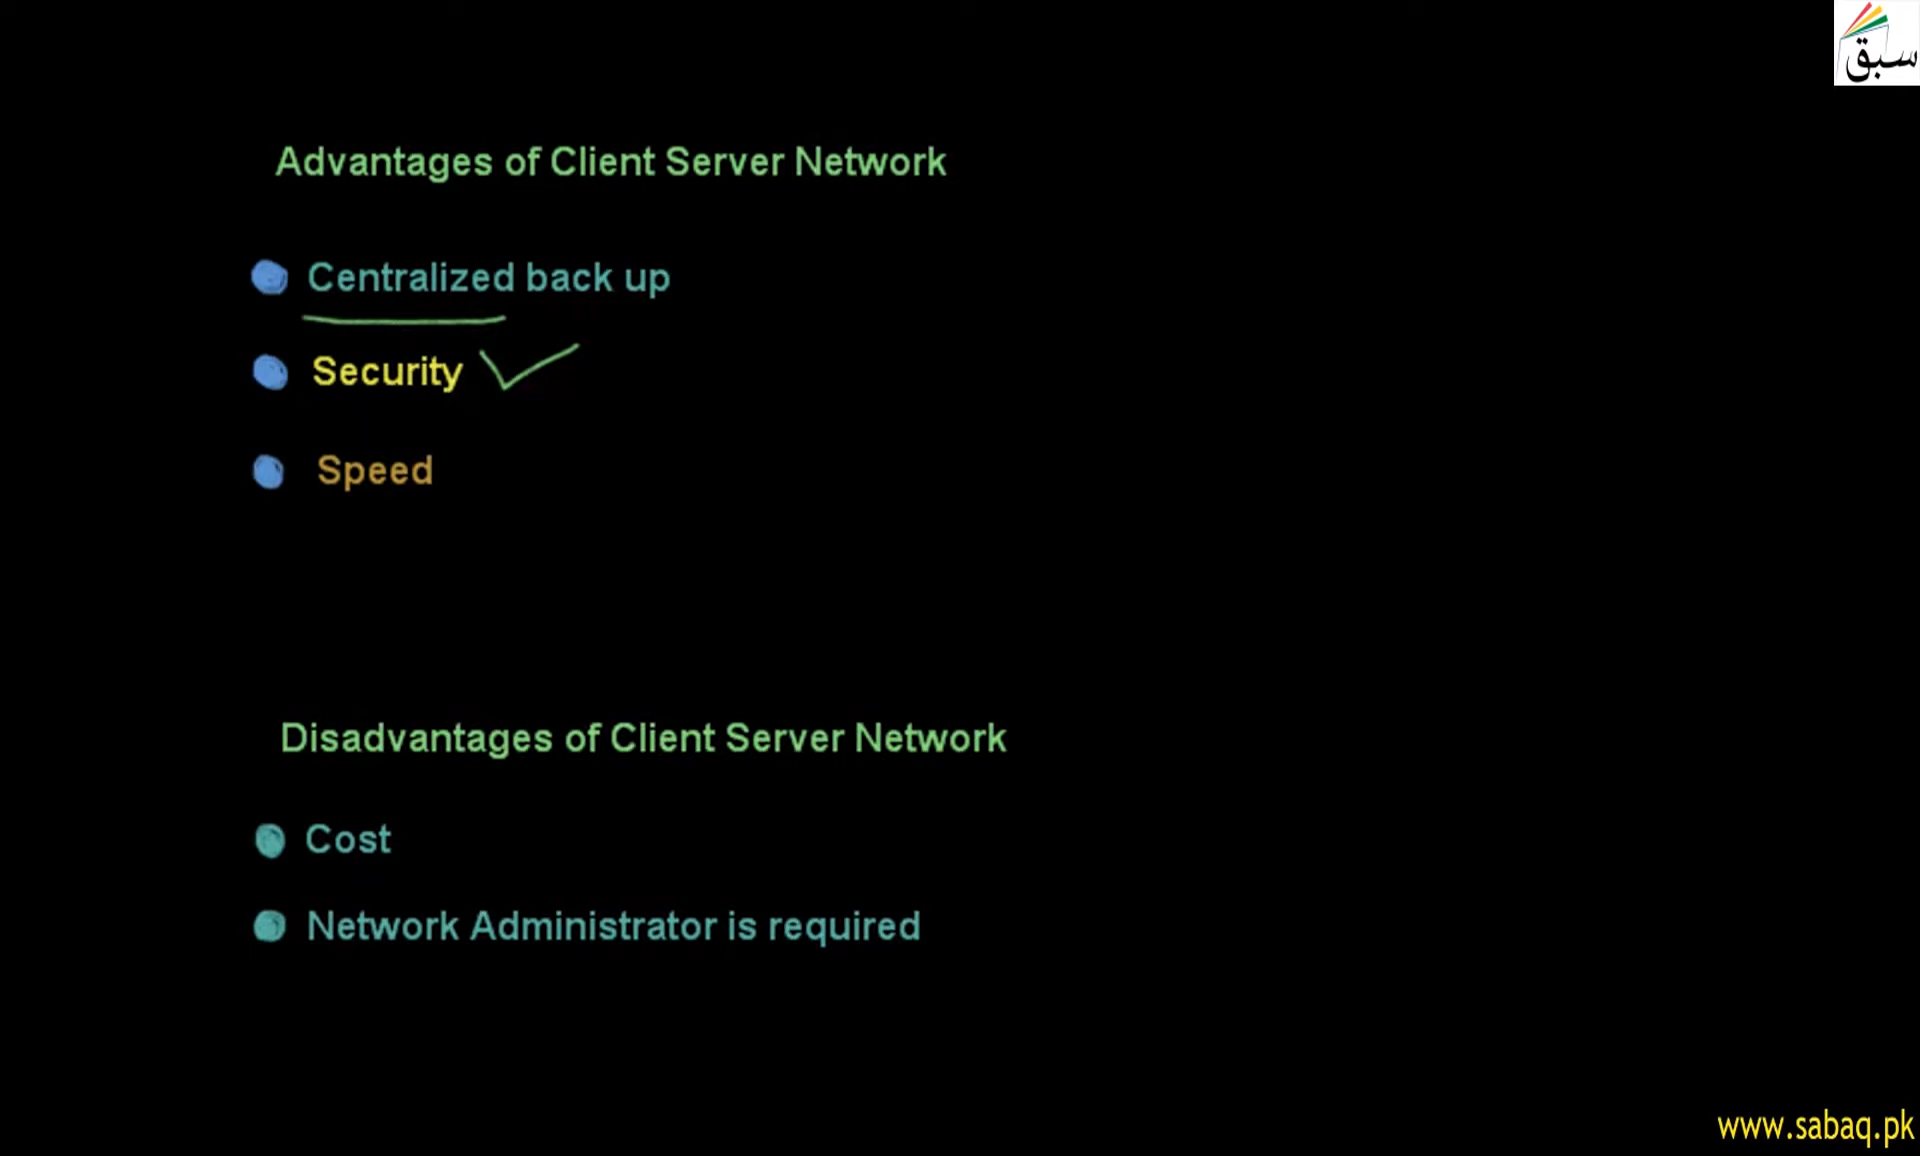 سبق
Advantages of Client Server Network
Centralized back up
Security
Speed
Disadvantages of Client Server Network
Cost
Network Administrator is required
www.sabaq.pk